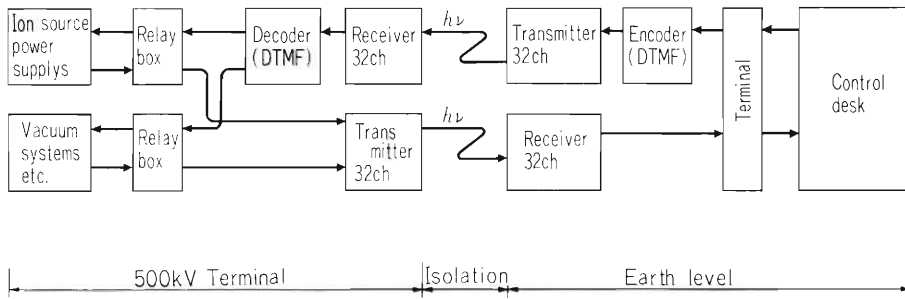 Ion source
power
supplys
Relay
box
Decoder
(DTMF)
Receiver
32ch
hν
Transmitter
32ch
Encoder
(DTMF)
Terminal
Control
desk
Vacuum
systems
etc.
Relay
box
Trans
mitter
32ch
hν
Receiver
32ch
500kV Terminal
Isolation
Earth level